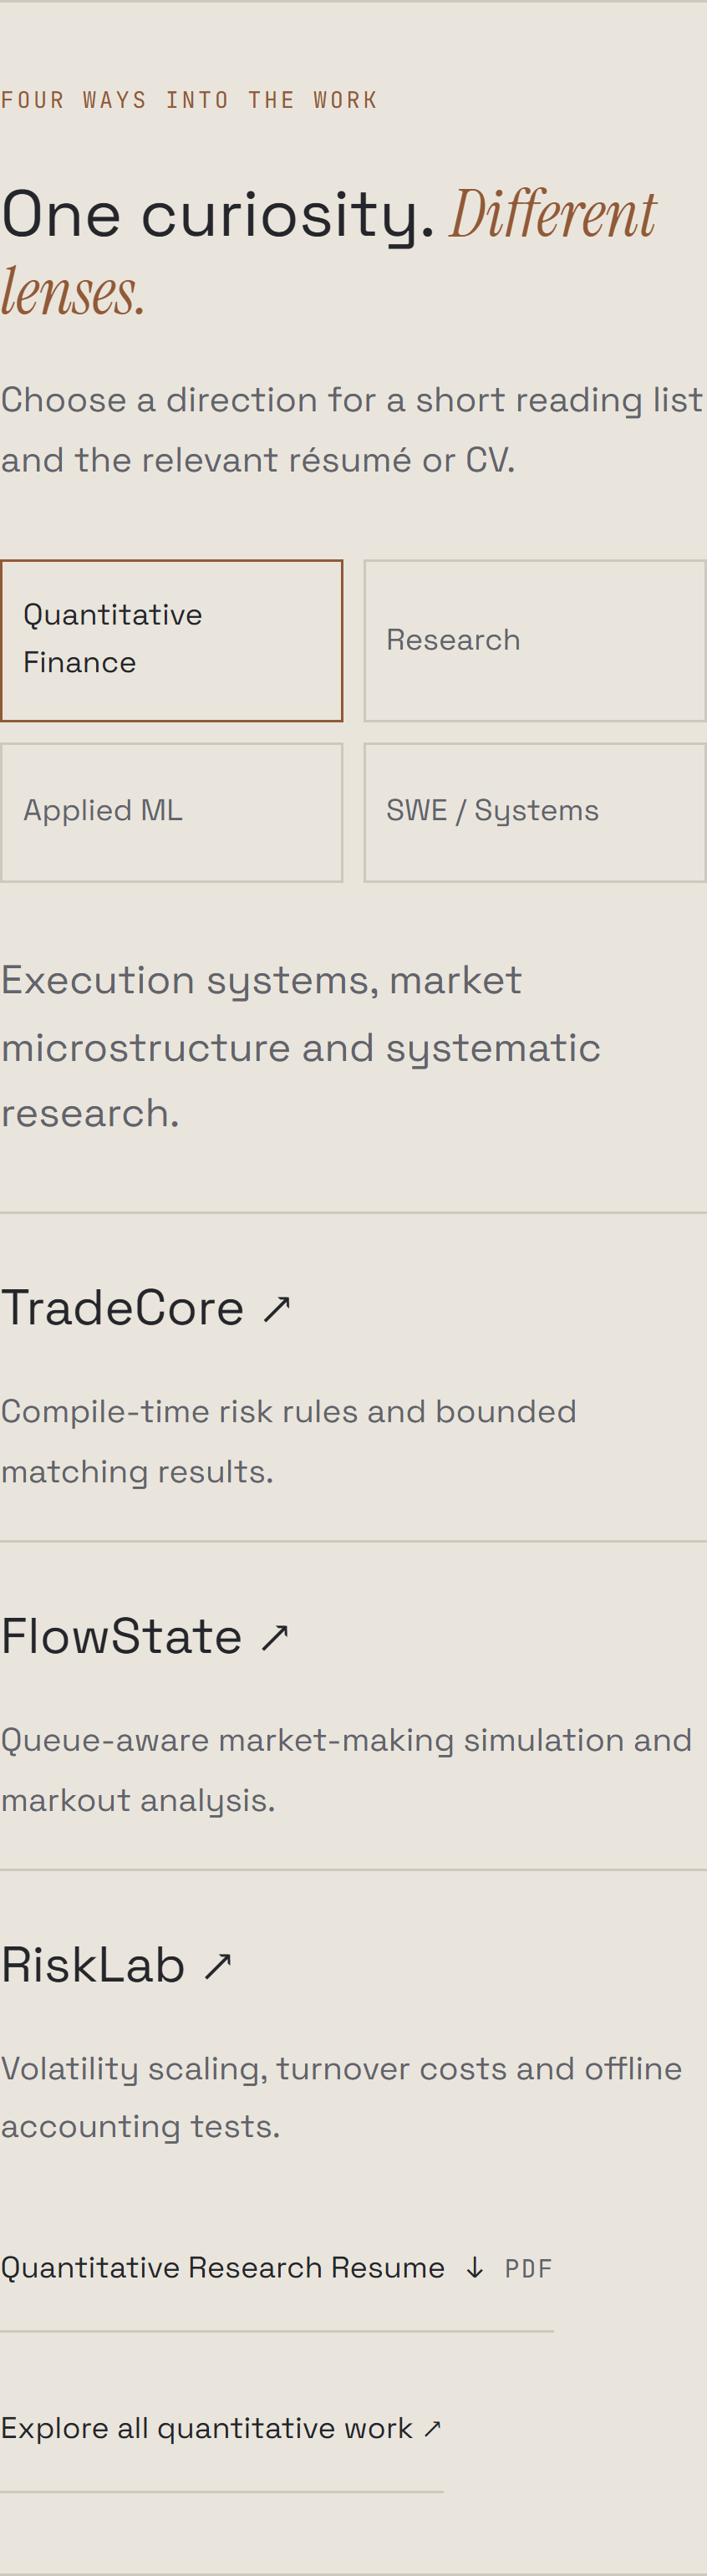 FOUR WAYS INTO THE WORK
One curiosity. Different
lenses.
Choose a direction for a short reading list
and the relevant résumé or CV.
Quantitative
Finance
Research
Applied ML
SWE / Systems
Execution systems, market
microstructure and systematic
research.
TradeCore ↗
Compile-time risk rules and bounded
matching results.
FlowState ↗
Queue-aware market-making simulation and
markout analysis.
RiskLab ↗
Volatility scaling, turnover costs and offline
accounting tests.
Quantitative Research Resume ↓ PDF
Explore all quantitative work ↗